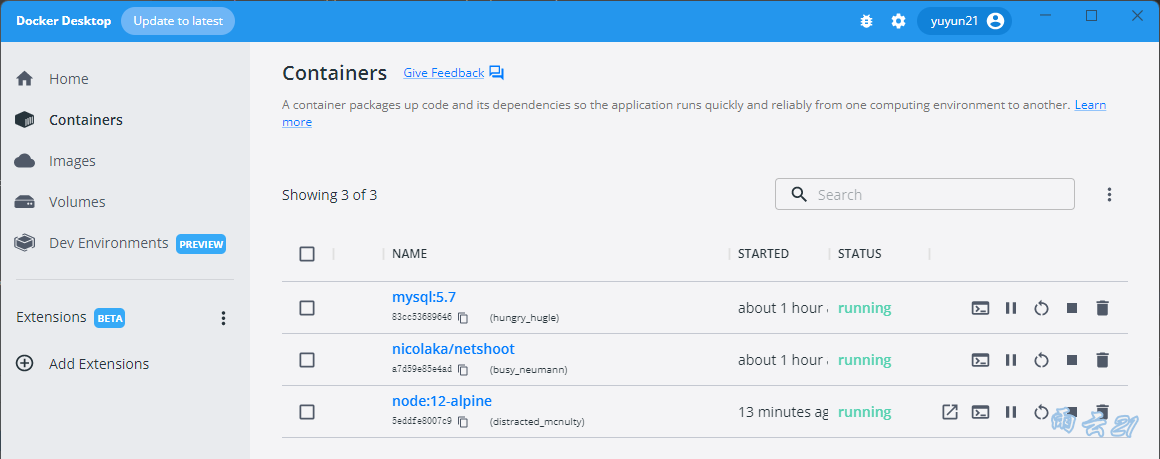 Docker Desktop Update to latest yuyun21
Home
Containers
Images
Volumes
Dev Environments PREVIEW
Extensions BETA
Add Extensions
Containers Give Feedback
A container packages up code and its dependencies so the application runs quickly and reliably from one computing environment to another. Learn
more
Showing 3 of 3 Search
NAME STARTED STATUS
mysql:5.7 about 1 hour running
83cc53689646 (hungry_hugle)
nicolaka/netshoot about 1 hour running
a7d59e85e4ad (busy_neumann)
node:12-alpine 13 minutes ag running
5eddfe8007c9 (distracted_mcnulty)
雨云21